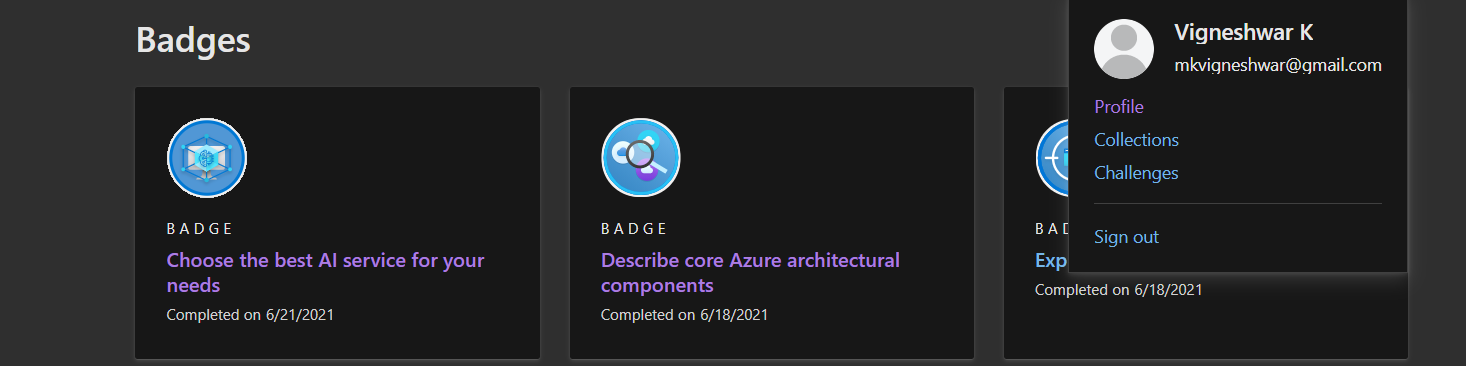 Badges
BADGE
Choose the best AI service for your
needs
Completed on 6/21/2021
BADGE
Describe core Azure architectural
components
Completed on 6/18/2021
Completed on 6/18/2021
Vigneshwar K
mkvigneshwar@gmail.com
Profile
Collections
Challenges
Sign out